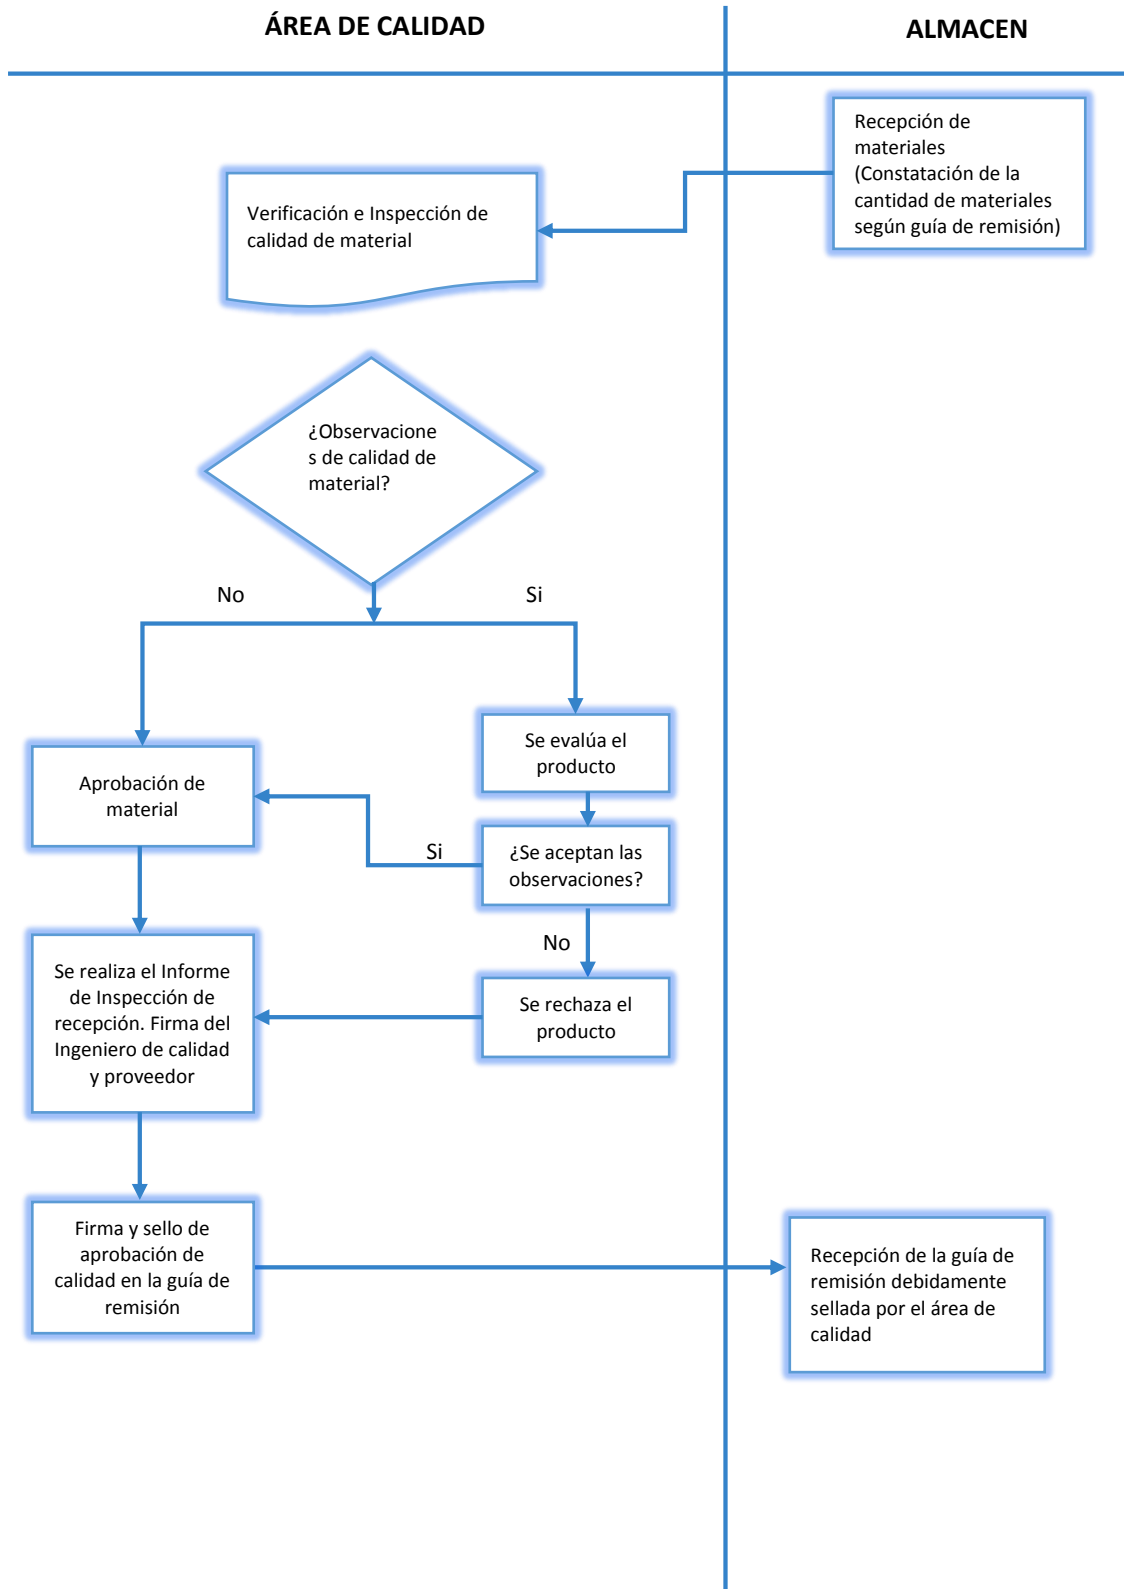 ÁREA DE CALIDAD
ALMACEN
Recepción de
materiales
(Constatación de la
cantidad de materiales
según guía de remisión)
Verificación e Inspección de
calidad de material
¿Observacione
s de calidad de
material?
No
Si
Se evalúa el
producto
Aprobación de
material
Si
¿Se aceptan las
observaciones?
No
Se realiza el Informe
de Inspección de
recepción. Firma del
Ingeniero de calidad
y proveedor
Se rechaza el
producto
Firma y sello de
aprobación de
calidad en la guía de
remisión
Recepción de la guía de
remisión debidamente
sellada por el área de
calidad